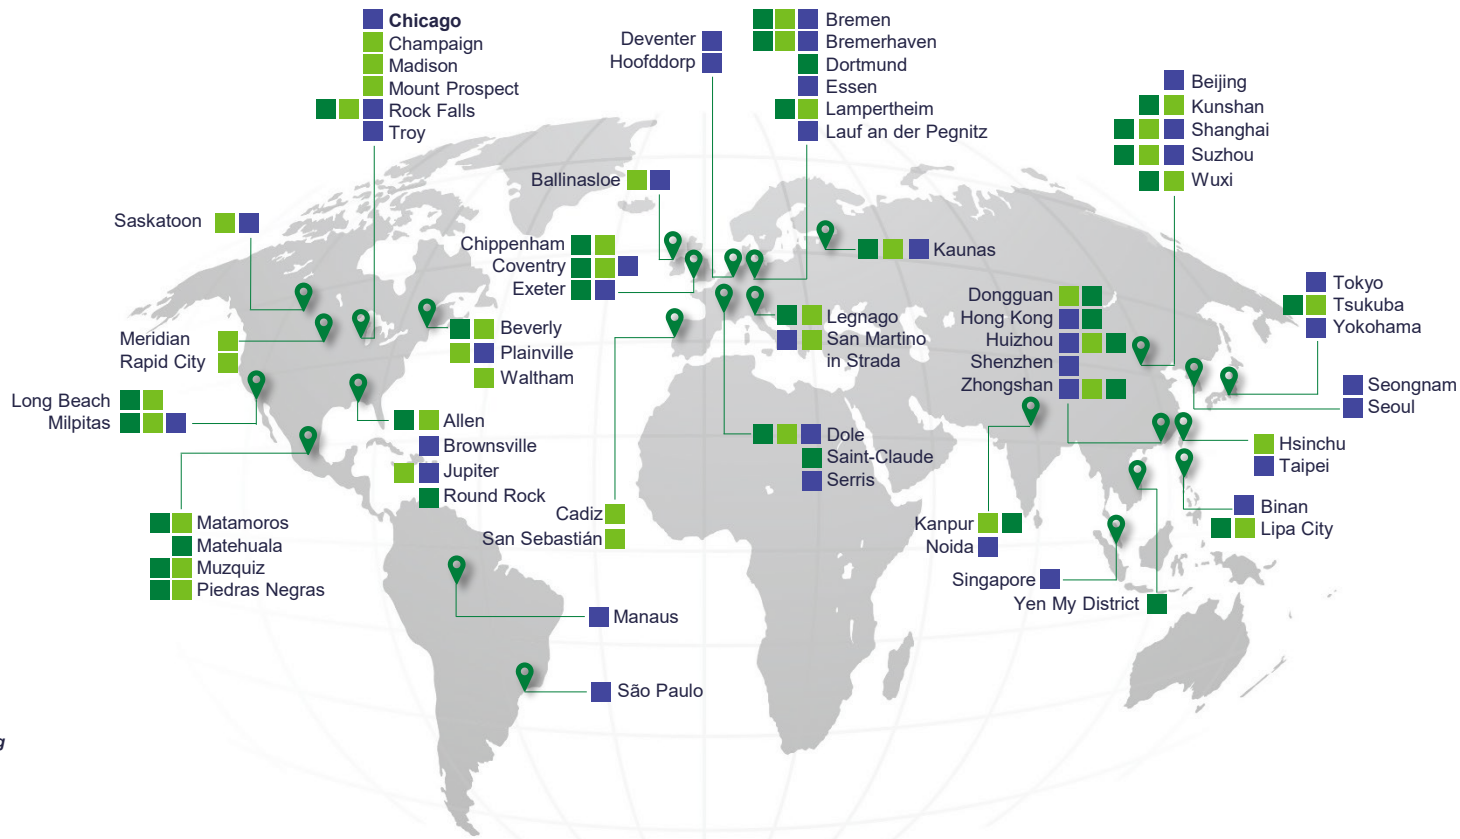 Chicago
Champaign
Madison
Mount Prospect
Rock Falls
Troy
Deventer
Hoofddorp
Bremen
Bremerhaven
Dortmund
Essen
Lampertheim
Lauf an der Pegnitz
Beijing
Kunshan
Shanghai
Suzhou
Wuxi
Ballinasloe
Saskatoon
Chippenham
Coventry
Exeter
Kaunas
Tokyo
Tsukuba
Yokohama
Dongguan
Hong Kong
Huizhou
Shenzhen
Zhongshan
Meridian
Rapid City
Beverly
Plainville
Waltham
Legnago
San Martino
in Strada
Long Beach
Milpitas
Seongnam
Seoul
Allen
Brownsville
Jupiter
Round Rock
Dole
Saint-Claude
Serris
Hsinchu
Taipei
Matamoros
Matehuala
Muzquiz
Piedras Negras
Cadiz
San Sebastián
Kanpur
Noida
Binan
Lipa City
Singapore
Yen My District
Manaus
São Paulo